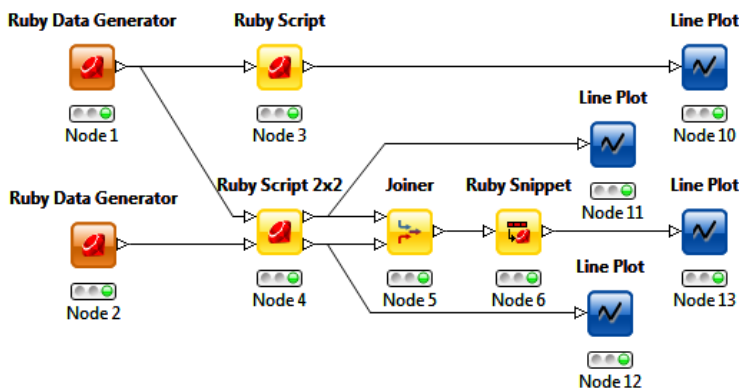 Ruby Data Generator
Ruby Script
Line Plot
Node 1
Node 3
Line Plot
Node 10
Ruby Data Generator
Ruby Script 2x2
Joiner
Ruby Snippet
Node 11
Line Plot
Node 2
Node 4
Node 5
Node 6
Line Plot
Node 13
Node 12